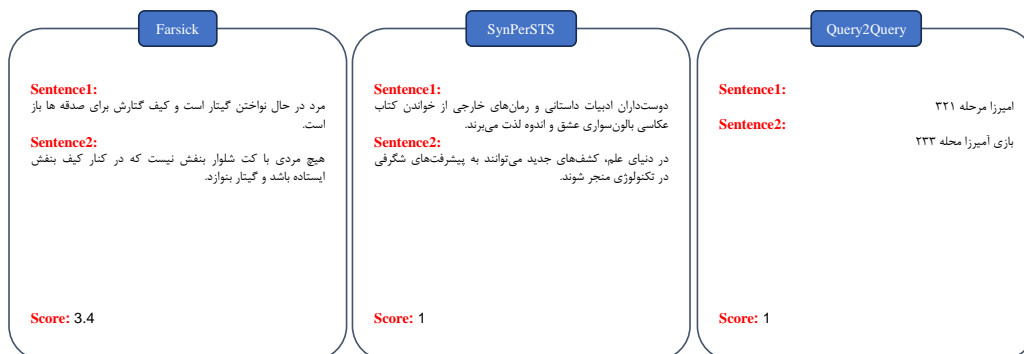 Farsick
Sentence1:
مرد در حال نواختن گیتار است و کیف گتارش برای صدقه ها باز
است.
Sentence2:
هیچ مردی با کت شلوار بنفش نیست که در کنار کیف بنفش
ایستاده باشد و گیتار بنوازد.
Score: 3.4
SynPerSTS
Sentence1:
دوست‌داران ادبیات داستانی و رمان‌های خارجی از خواندن کتاب
عکاسی بالون‌سواری عشق و اندوه لذت می‌برند.
Sentence2:
در دنیای علم، کشف‌های جدید می‌توانند به پیشرفت‌های شگرفی
در تکنولوژی منجر شوند.
Score: 1
Query2Query
Sentence1:
امیرزا مرحله ۳۲۱
Sentence2:
بازی آمیرزا محله ۲۳۳
Score: 1